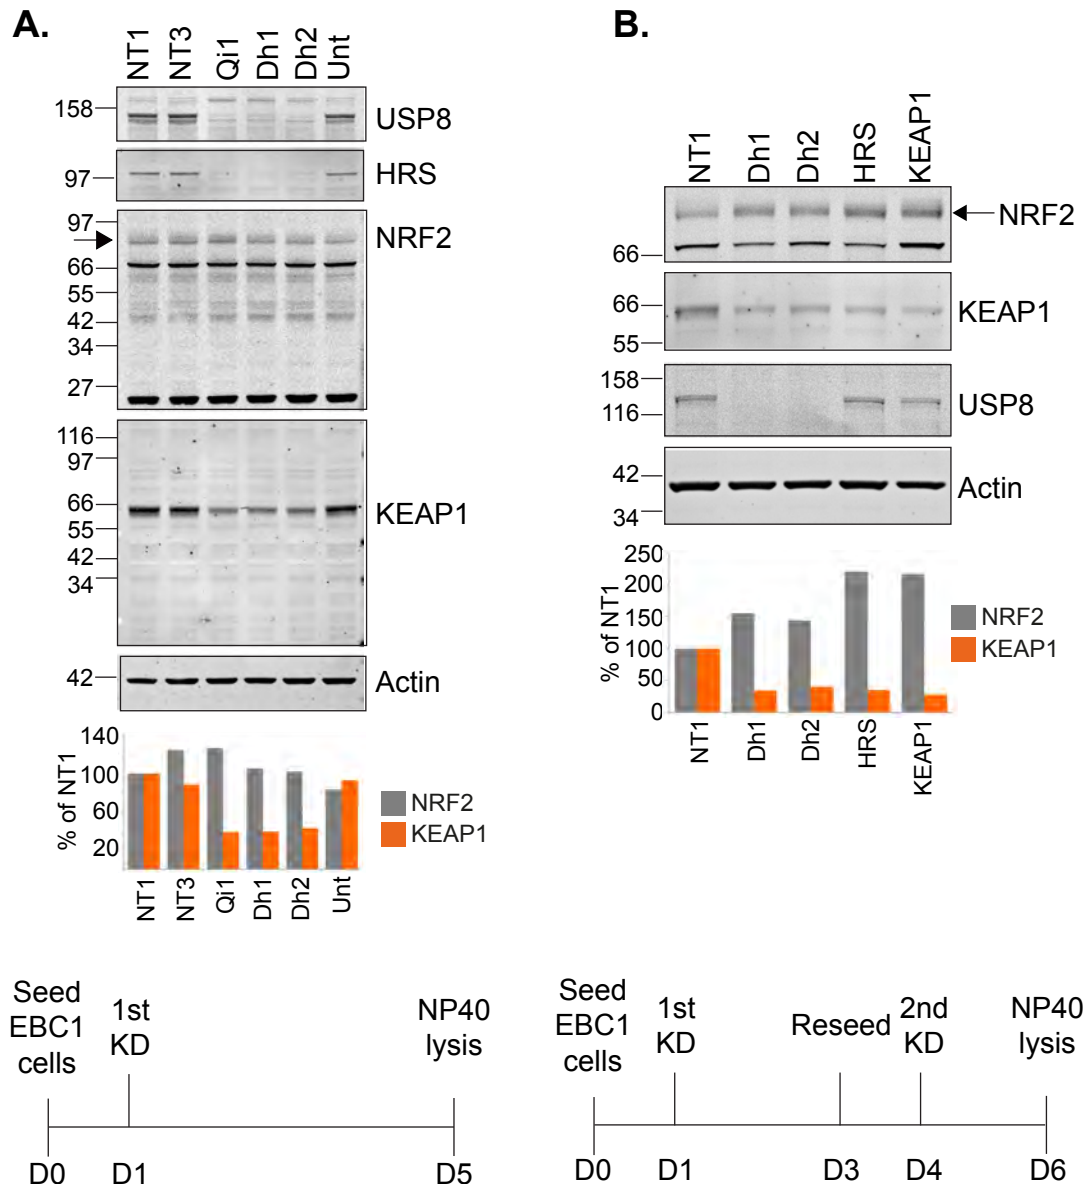 A.
NT1 NT3 Qi1 Dh1 Dh2 Unt
158 USP8
97 HRS
97 NRF2
66
55
42
34
27
116
97
66 KEAP1
55
42
34
42 Actin
% of NT1
140
100
60
20
NT1 NT3 Qi1 Dh1 Dh2 Unt
NRF2
KEAP1
Seed EBC1 cells
1st KD
NP40 lysis
D0 D1 D5
B.
NT1 Dh1 Dh2 HRS KEAP1
NRF2
66
66 KEAP1
55
158 USP8
116
42 Actin
34
% of NT1
250
200
150
100
50
0
NT1 Dh1 Dh2 HRS KEAP1
NRF2
KEAP1
Seed EBC1 cells
1st KD
Reseed
2nd KD
NP40 lysis
D0 D1 D3 D4 D6